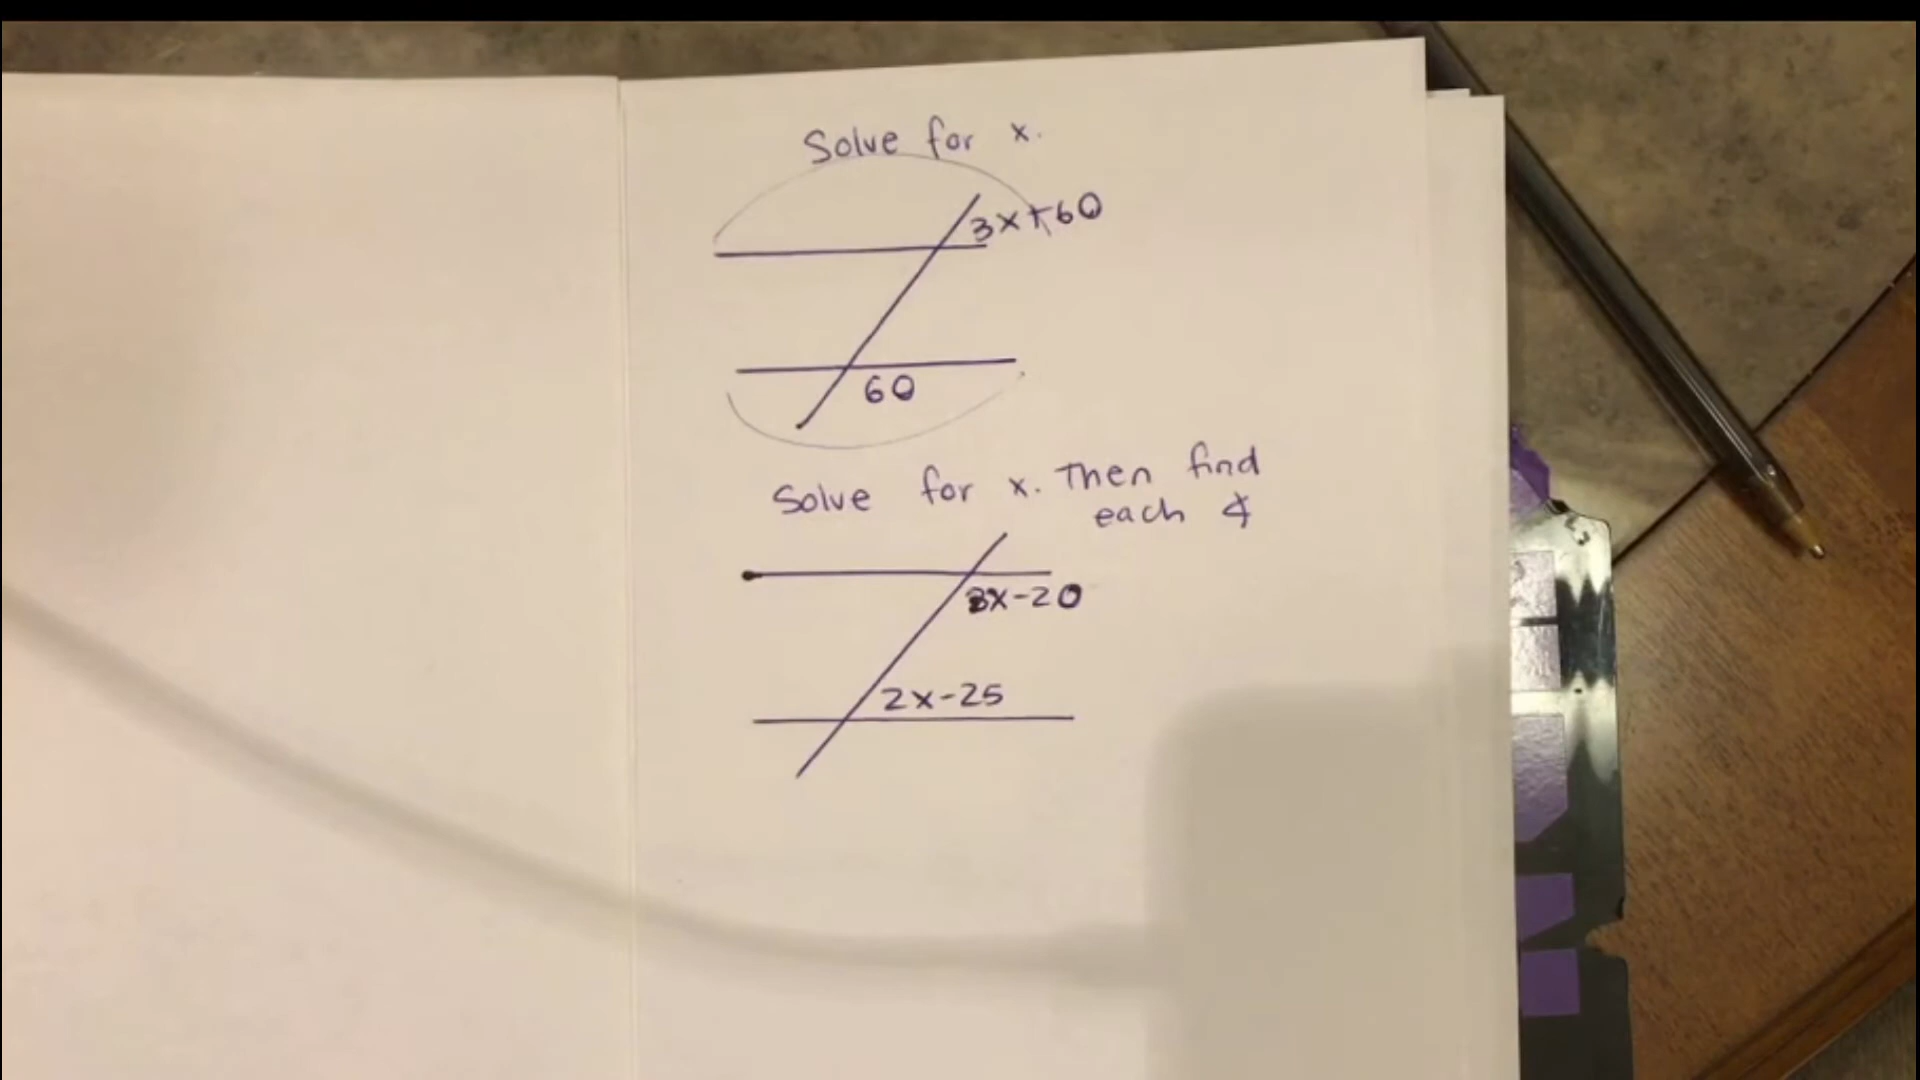 Solve for x.
3x+60
60
Solve for x. Then find
each ∡
3x-20
2x-25